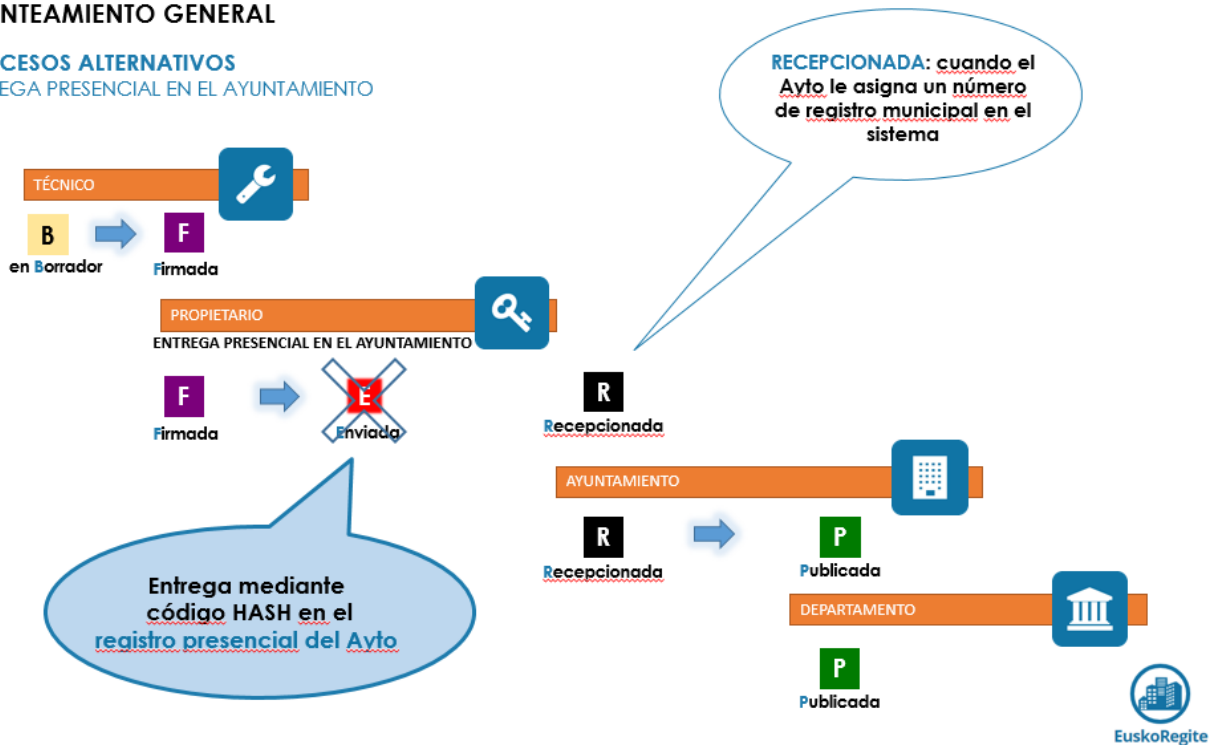 NTEAMIENTO GENERAL
CESOS ALTERNATIVOS
EGA PRESENCIAL EN EL AYUNTAMIENTO
RECEPCIONADA: cuando el
Ayto le asigna un número
de registro municipal en el
sistema
TÉCNICO
B
F
en Borrador
Firmada
PROPIETARIO
ENTREGA PRESENCIAL EN EL AYUNTAMIENTO
F
E
R
Firmada
Enviada
Recepcionada
AYUNTAMIENTO
R
P
Recepcionada
Publicada
Entrega mediante
código HASH en el
registro presencial del Ayto
DEPARTAMENTO
P
Publicada
EuskoRegite